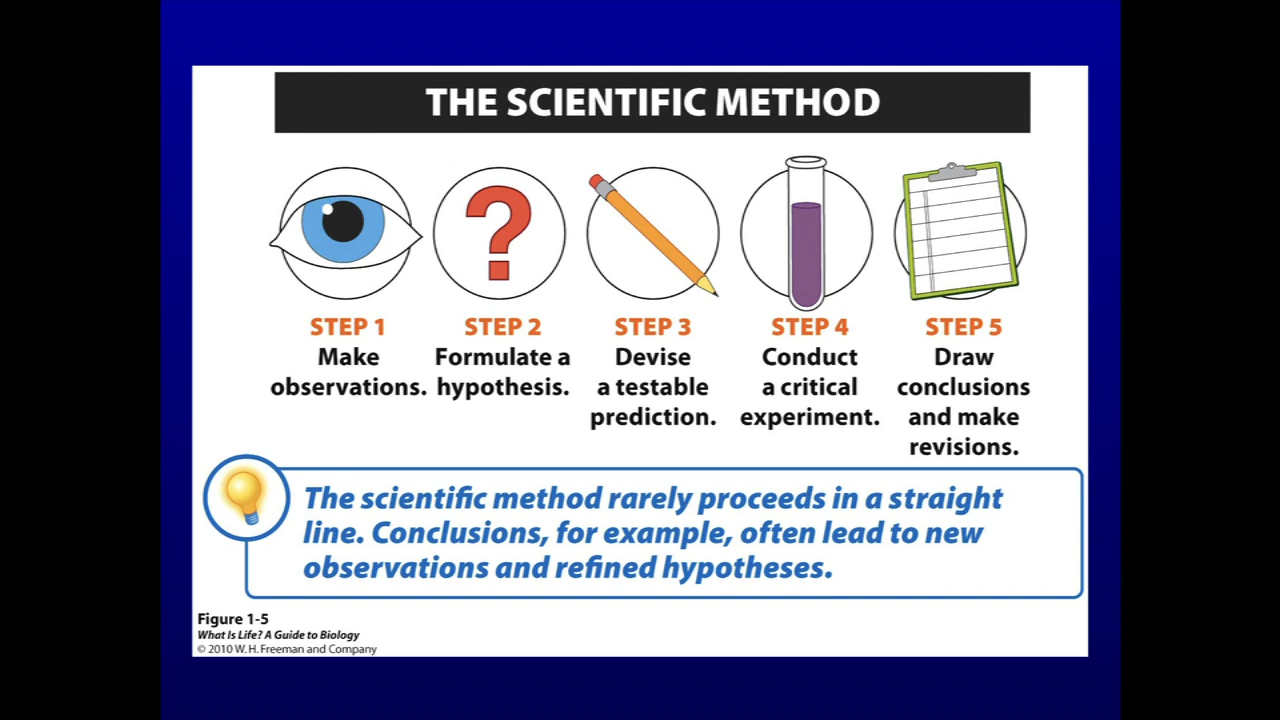 THE SCIENTIFIC METHOD
STEP 1
Make
observations.
STEP 2
Formulate a
hypothesis.
STEP 3
Devise
a testable
prediction.
STEP 4
Conduct
a critical
experiment.
STEP 5
Draw
conclusions
and make
revisions.
The scientific method rarely proceeds in a straight
line. Conclusions, for example, often lead to new
observations and refined hypotheses.
Figure 1-5
What Is Life? A Guide to Biology
© 2010 W. H. Freeman and Company